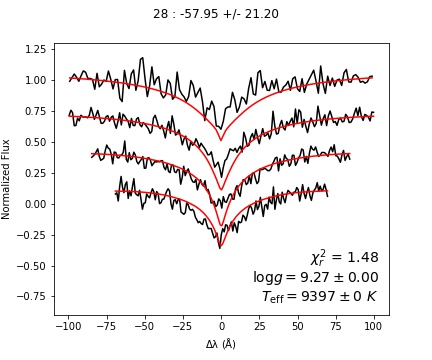 28 : -57.95 +/- 21.20
1.25
1.00
0.75
0.50
0.25
0.00
−0.25
−0.50
−0.75
Normalized Flux
χ²ᵣ = 1.48
logg = 9.27 ± 0.00
T_eff = 9397 ± 0 K
−100 −75 −50 −25 0 25 50 75 100
Δλ (Å)